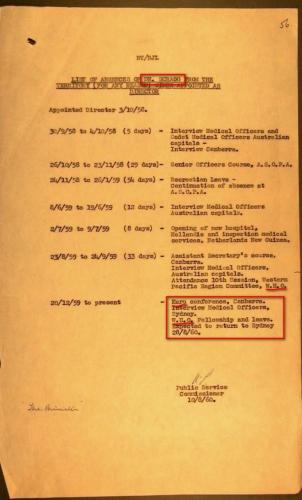 56
BY/BJL
LIST OF ABSENCES OF DR. SCRAGG FROM THE
TERRITORY (FOR ANY REASON) SINCE APPOINTED AS
DIRECTOR
Appointed Director 3/10/58.
30/9/58 to 4/10/58 (5 days) - Interview Medical Officers and
Cadet Medical Officers Australian
capitals -
Interview Canberra.
26/10/58 to 23/11/58 (29 days)- Senior Officers Course, A.S.O.P.A.
24/11/58 to 26/1/59 (54 days) - Recreation Leave -
Continuation of absence at
A.S.O.P.A.
8/6/59 to 19/6/59 (12 days) - Interview Medical Officers
Australian capitals.
2/7/59 to 9/7/59 (8 days) - Opening of new hospital,
Hollandia and inspection medical
services, Netherlands New Guinea.
23/8/59 to 24/9/59 (33 days) - Assistant Secretary's course,
Canberra.
Interview Medical Officers,
Australian capitals.
Attendance 10th Session, Western
Pacific Region Committee, W.H.O.
20/12/59 to present - Kuru conference, Canberra.
Interview Medical Officers,
Sydney.
W.H.O. Fellowship and leave.
Expected to return to Sydney
28/8/60.
Public Service
Commissioner
10/8/60.